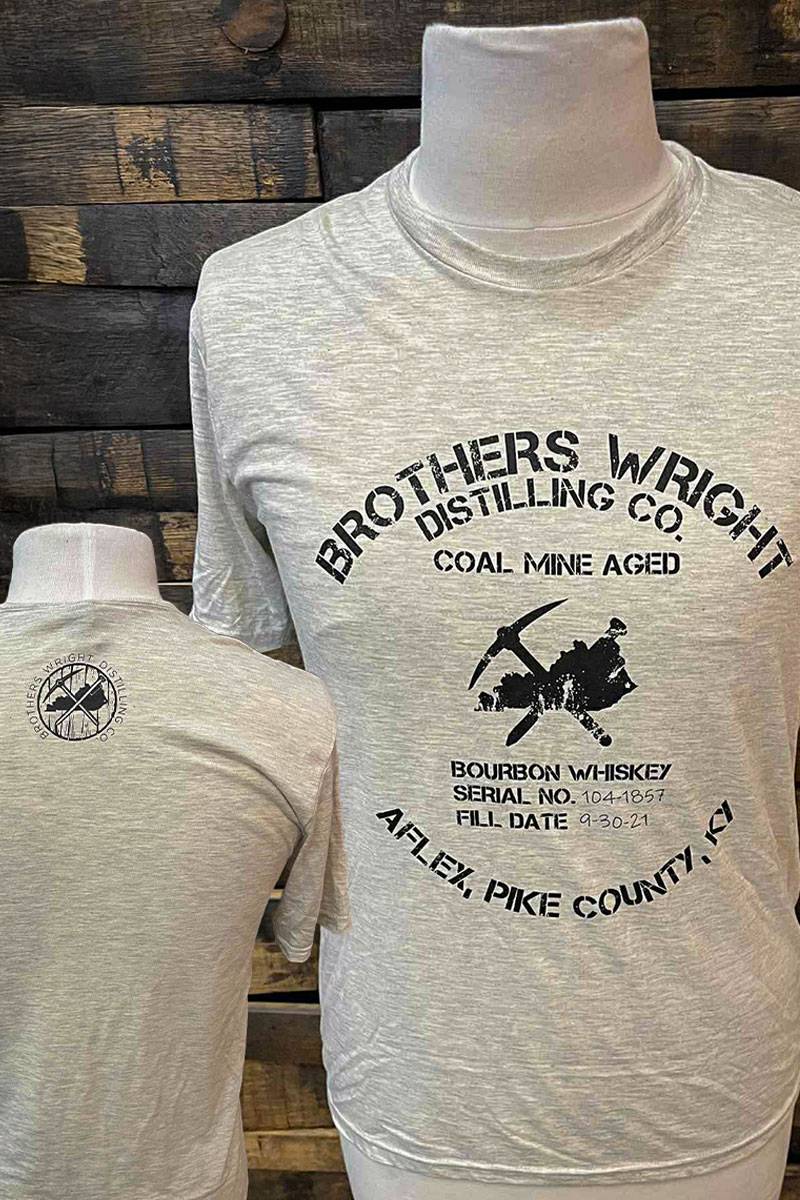 BROTHERS WRIGHT
DISTILLING CO.
COAL MINE AGED
BOURBON WHISKEY
SERIAL NO. 104-1857
FILL DATE 9-30-21
AFLEX, PIKE COUNTY, KY
BROTHERS WRIGHT DISTILLING CO.